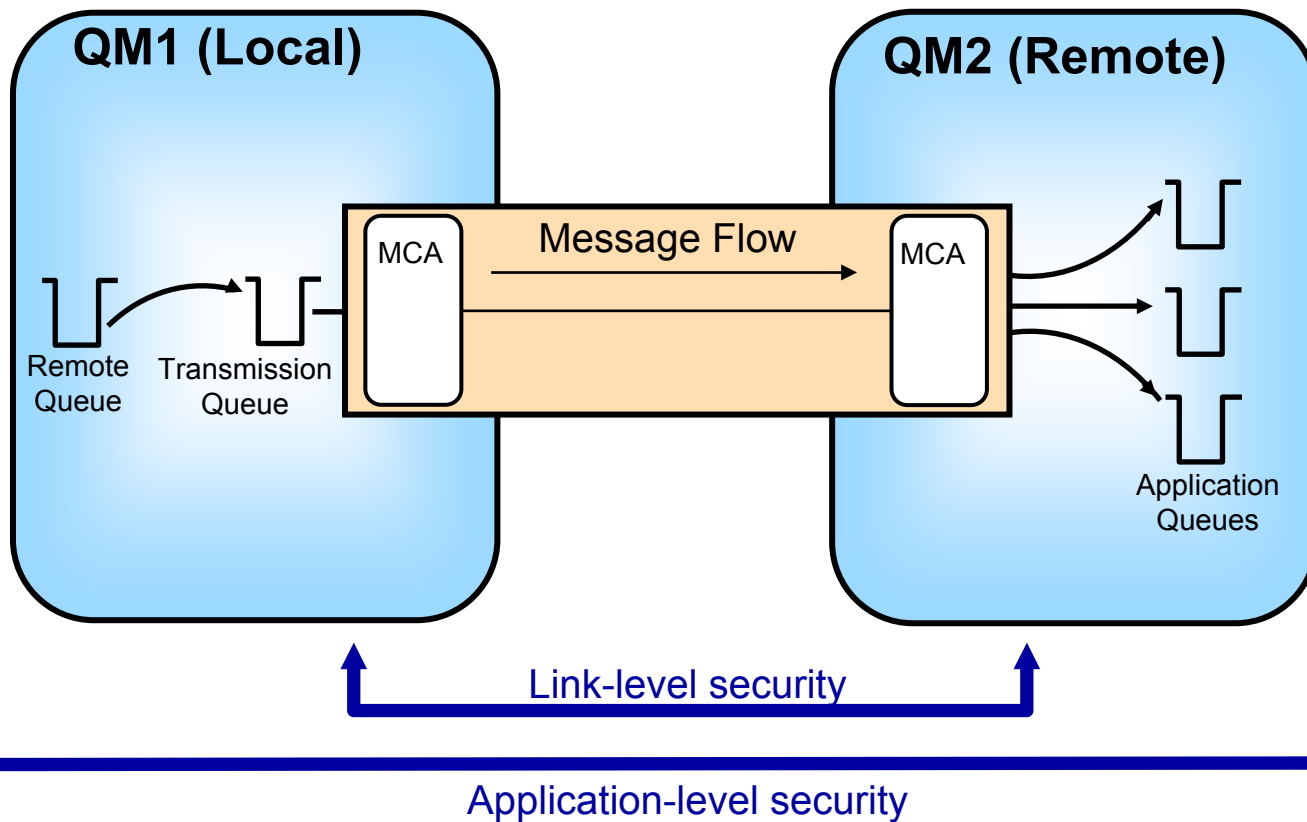 QM1 (Local)
QM2 (Remote)
MCA
Message Flow
MCA
Remote
Queue
Transmission
Queue
Application
Queues
Link-level security
Application-level security